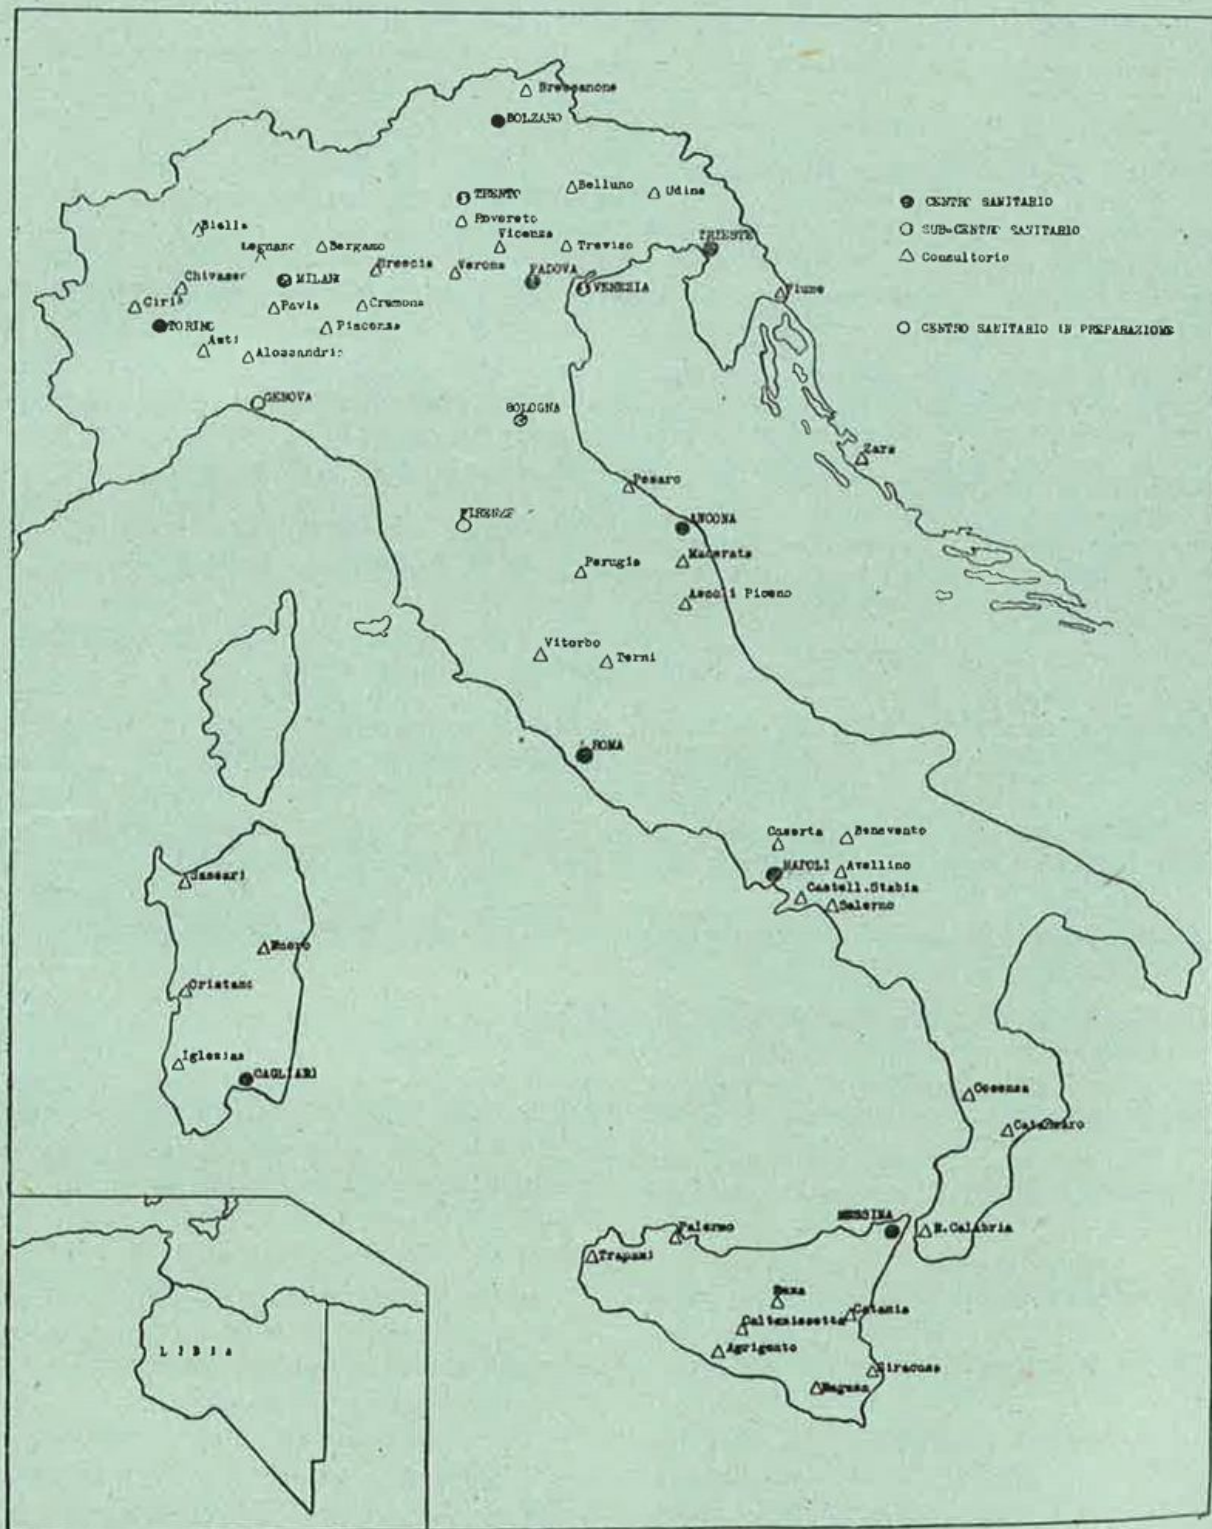 Bressanone
BOLZANO
TRENTO
Belluno
Udine
Rovereto
Biella
Legnano
Bergamo
Vicenza
Treviso
TRIESTE
Brescia
Verona
PADOVA
VENEZIA
Chivasso
MILANO
Fiume
Ciriè
Pavia
Cremona
TORINO
Piacenza
Asti
Alessandria
GENOVA
BOLOGNA
Zara
Pesaro
FIRENZE
ANCONA
Macerata
Perugia
Ascoli Piceno
Viterbo
Terni
ROMA
Caserta
Benevento
NAPOLI
Avellino
Castell.Stabia
Salerno
Sassari
Nuoro
Oristano
Iglesias
CAGLIARI
Cosenza
Catanzaro
MESSINA
R.Calabria
Palermo
Trapani
Enna
Catania
Caltanissetta
Agrigento
Siracusa
Ragusa
LIBIA
CENTRO SANITARIO
SUB-CENTRO SANITARIO
Consultorio
CENTRO SANITARIO IN PREPARAZIONE